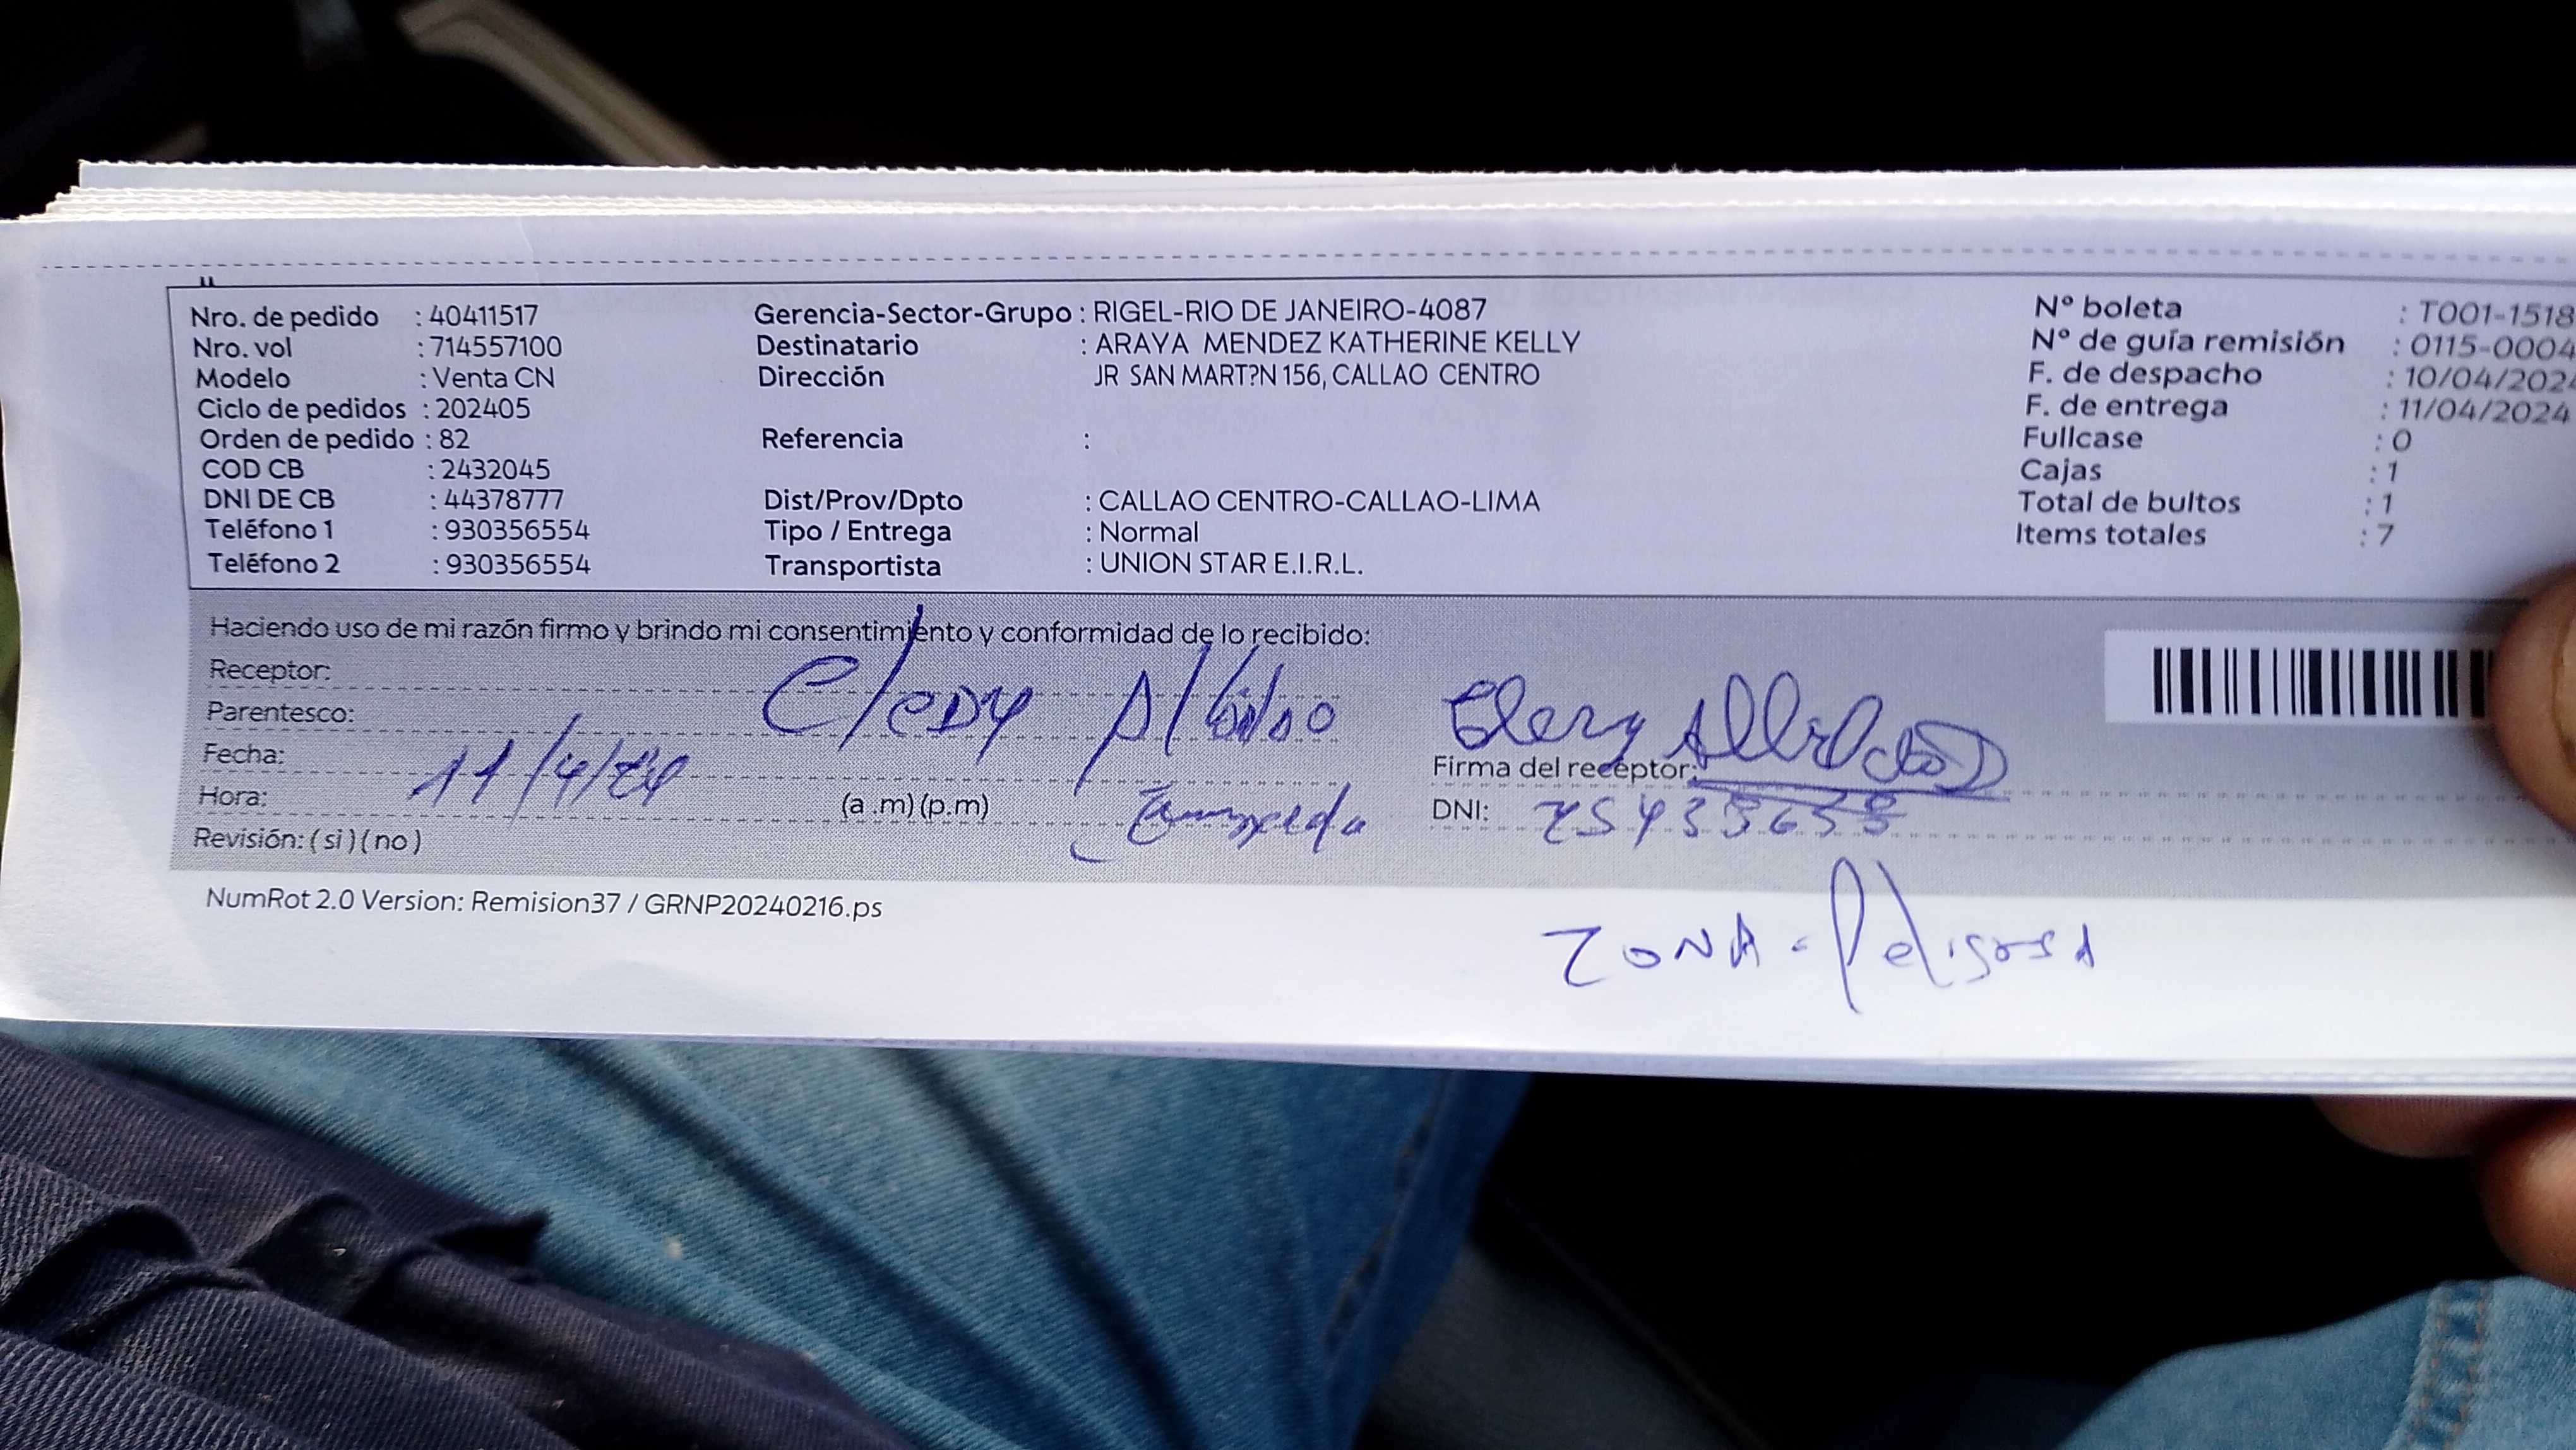 Nro. de pedido : 40411517 Gerencia-Sector-Grupo : RIGEL-RIO DE JANEIRO-4087 Nº boleta : T001-1518
Nro. vol : 714557100 Destinatario : ARAYA MENDEZ KATHERINE KELLY Nº de guía remisión : 0115-0004
Modelo : Venta CN Dirección JR SAN MART?N 156, CALLAO CENTRO F. de despacho : 10/04/2024
Ciclo de pedidos : 202405 F. de entrega : 11/04/2024
Orden de pedido : 82 Referencia : Fullcase : 0
COD CB : 2432045 Cajas : 1
DNI DE CB : 44378777 Dist/Prov/Dpto : CALLAO CENTRO-CALLAO-LIMA Total de bultos : 1
Teléfono 1 : 930356554 Tipo / Entrega : Normal Items totales : 7
Teléfono 2 : 930356554 Transportista : UNION STAR E.I.R.L.
Haciendo uso de mi razón firmo y brindo mi consentimiento y conformidad de lo recibido:
Receptor:
Parentesco:
Fecha: 11/4/24 Firma del receptor:
Hora: (a .m) (p.m) DNI:
Revisión: ( si ) ( no )
NumRot 2.0 Version: Remision37 / GRNP20240216.ps
ZONA - Peligrosa